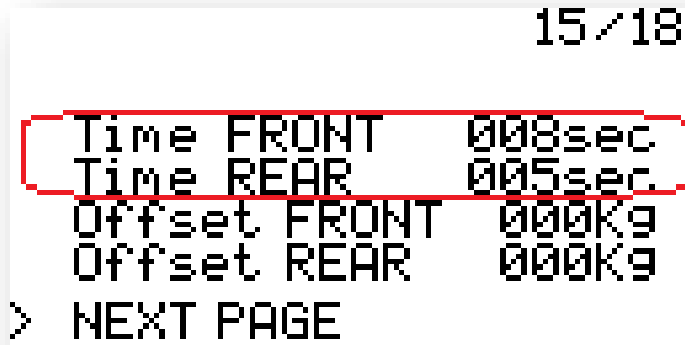 15/18
Time FRONT 008sec
Time REAR 005sec
Offset FRONT 000Kg
Offset REAR 000Kg
> NEXT PAGE